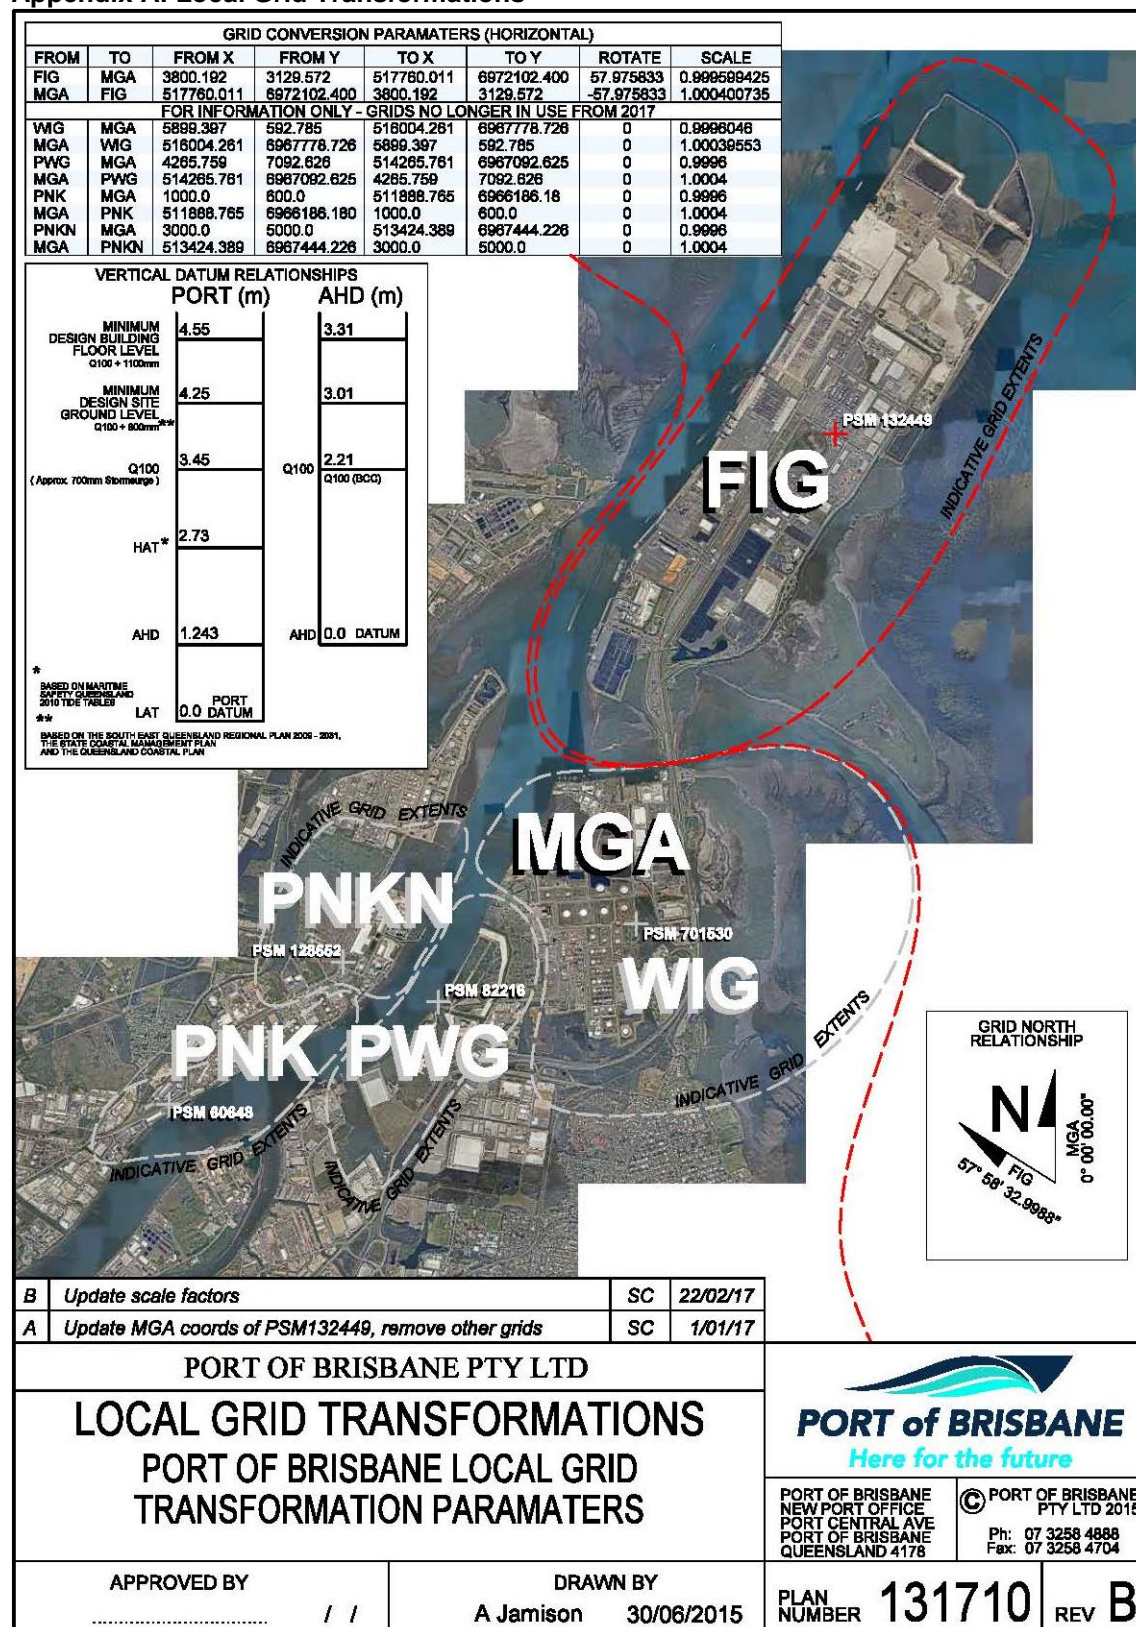 Appendix A: Local Grid Transformations
GRID CONVERSION PARAMATERS (HORIZONTAL)
FROM TO FROM X FROM Y TO X TO Y ROTATE SCALE
FIG MGA 3800.192 3129.572 517760.011 6972102.400 57.975833 0.999599425
MGA FIG 517760.011 6972102.400 3800.192 3129.572 -57.975833 1.000400735
FOR INFORMATION ONLY - GRIDS NO LONGER IN USE FROM 2017
WIG MGA 5899.397 592.785 516004.261 6967778.726 0 0.9996046
MGA WIG 516004.261 6967778.726 5899.397 592.785 0 1.00039553
PWG MGA 4265.759 7092.626 514265.761 6967092.625 0 0.9996
MGA PWG 514265.761 6967092.625 4265.759 7092.626 0 1.0004
PNK MGA 1000.0 600.0 511888.765 6966186.18 0 0.9996
MGA PNK 511888.765 6966186.180 1000.0 600.0 0 1.0004
PNKN MGA 3000.0 5000.0 513424.389 6967444.226 0 0.9996
MGA PNKN 513424.389 6967444.226 3000.0 5000.0 0 1.0004
VERTICAL DATUM RELATIONSHIPS
PORT (m) AHD (m)
MINIMUM DESIGN BUILDING FLOOR LEVEL
Q100 + 1100mm
4.55 3.31
MINIMUM DESIGN SITE GROUND LEVEL
Q100 + 800mm**
4.25 3.01
Q100
(Approx. 700mm Stormsurge)
3.45 Q100 2.21
Q100 (BCC)
HAT* 2.73
AHD 1.243 AHD 0.0 DATUM
LAT 0.0 PORT DATUM
*
BASED ON MARITIME
SAFETY QUEENSLAND
2010 TIDE TABLES
**
BASED ON THE SOUTH EAST QUEENSLAND REGIONAL PLAN 2009 - 2031,
THE STATE COASTAL MANAGEMENT PLAN
AND THE QUEENSLAND COASTAL PLAN
PSM 132449
FIG
INDICATIVE GRID EXTENTS
INDICATIVE GRID EXTENTS
MGA
PNKN
PSM 128652
PSM 701530
WIG
PSM 82216
PNK PWG
PSM 60648
INDICATIVE GRID EXTENTS
INDICATIVE GRID EXTENTS
INDICATIVE GRID EXTENTS
GRID NORTH
RELATIONSHIP
N
MGA
0° 00' 00.00"
FIG
57° 58' 32.9988"
B Update scale factors SC 22/02/17
A Update MGA coords of PSM132449, remove other grids SC 1/01/17
PORT OF BRISBANE PTY LTD
LOCAL GRID TRANSFORMATIONS
PORT OF BRISBANE LOCAL GRID
TRANSFORMATION PARAMATERS
PORT of BRISBANE
Here for the future
PORT OF BRISBANE
NEW PORT OFFICE
PORT CENTRAL AVE
PORT OF BRISBANE
QUEENSLAND 4178
© PORT OF BRISBANE
PTY LTD 2015
Ph: 07 3258 4888
Fax: 07 3258 4704
APPROVED BY
.............................. / /
DRAWN BY
A Jamison 30/06/2015
PLAN NUMBER 131710 REV B